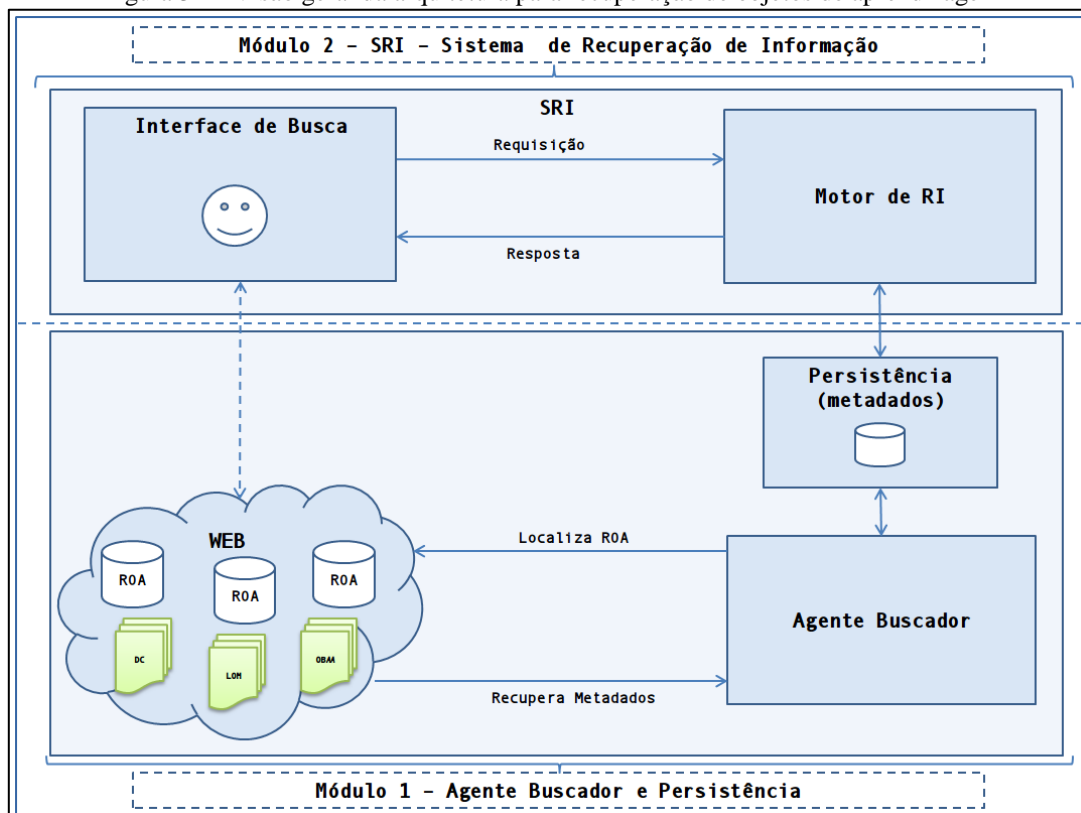 Módulo 2 - SRI - Sistema de Recuperação de Informação
SRI
Interface de Busca
Requisição
Motor de RI
Resposta
Persistência
(metadados)
WEB
Localiza ROA
ROA
ROA
ROA
Agente Buscador
DC
LOM
OBAA
Recupera Metadados
Módulo 1 - Agente Buscador e Persistência